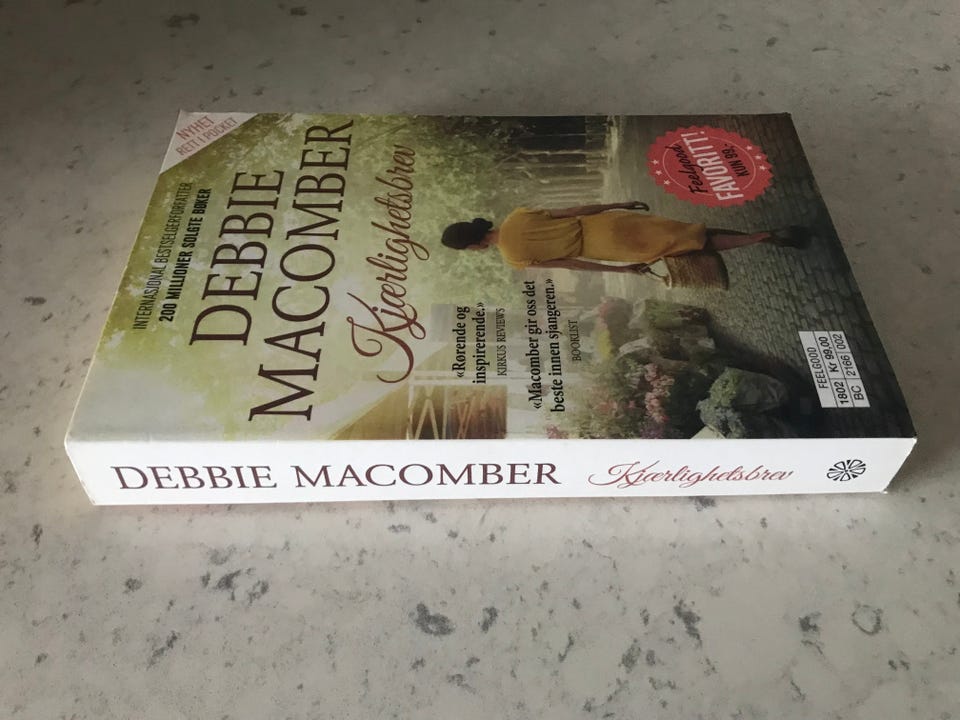 NYHET
RETT I POCKET
INTERNASJONAL BESTSELGERFORFATTER
200 MILLIONER SOLGTE BØKER
DEBBIE
MACOMBER
Kjærlighetsbrev
«Rørende og
inspirerende.»
KIRKUS REVIEWS
«Macomber gir oss det
beste innen sjangeren.»
BOOKLIST
Feelgood
FAVORITT!
KUN 99,-
FEELGOOD
1802 Kr 99,00
BC 2166 002
DEBBIE MACOMBER Kjærlighetsbrev